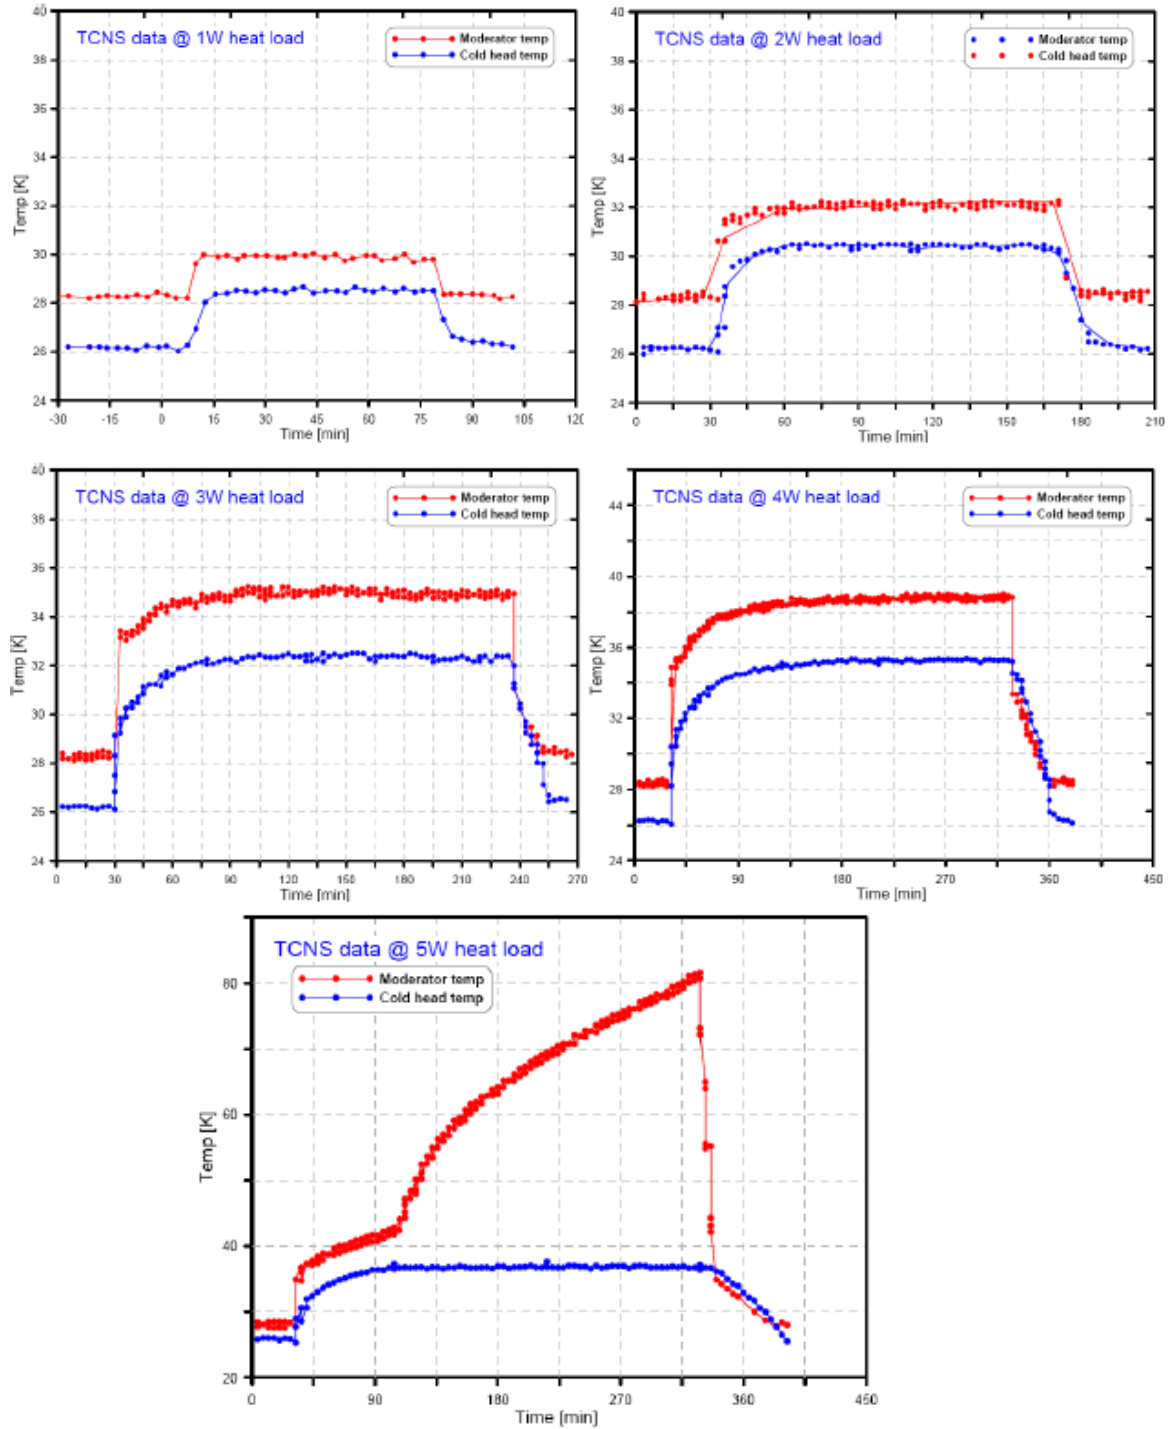 TCNS data @ 1W heat load
Moderator temp
Cold head temp
40
38
36
34
32
30
28
26
24
Temp [K]
-30 -15 0 15 30 45 60 75 90 105 120
Time [min]
TCNS data @ 2W heat load
Moderator temp
Cold head temp
40
38
36
34
32
30
28
26
24
Temp [K]
0 30 60 90 120 150 180 210
Time [min]
TCNS data @ 3W heat load
Moderator temp
Cold head temp
40
38
36
34
32
30
28
26
24
Temp [K]
0 30 60 90 120 150 180 210 240 270
Time [min]
TCNS data @ 4W heat load
Moderator temp
Cold head temp
44
40
36
32
28
24
Temp [K]
0 90 180 270 360 450
Time [min]
TCNS data @ 5W heat load
Moderator temp
Cold head temp
80
60
40
20
Temp [K]
0 90 180 270 360 450
Time [min]